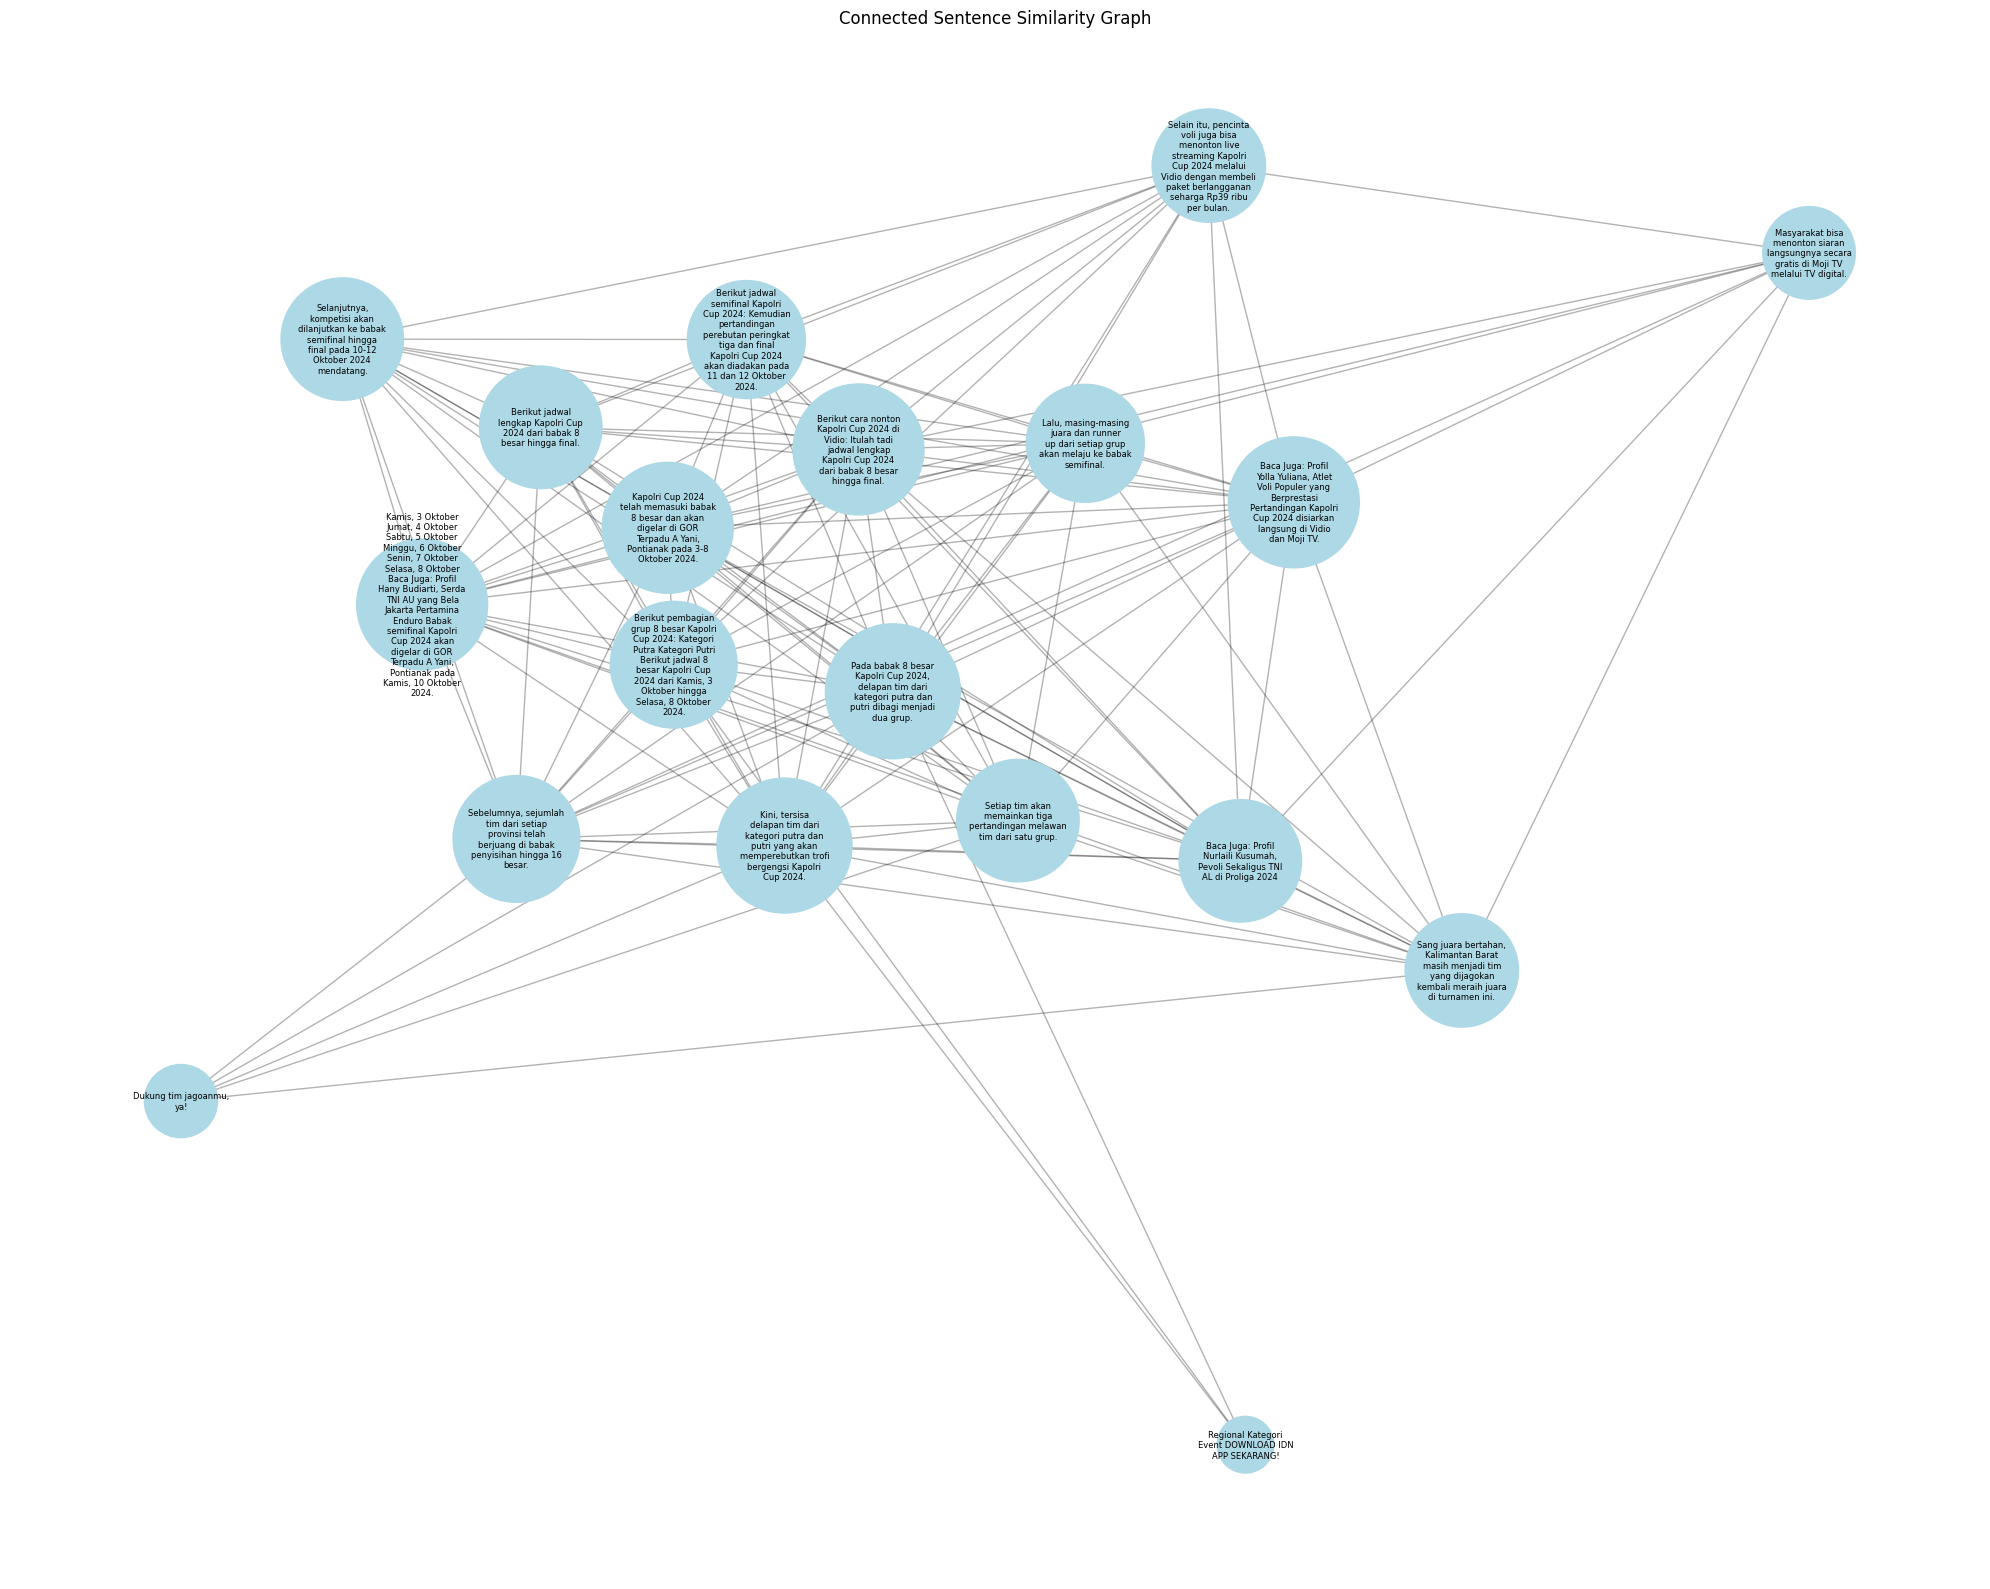 Connected Sentence Similarity Graph
Selain itu, pencinta
voli juga bisa
menonton live
streaming Kapolri
Cup 2024 melalui
Vidio dengan membeli
paket berlangganan
seharga Rp39 ribu
per bulan.
Masyarakat bisa
menonton siaran
langsungnya secara
gratis di Moji TV
melalui TV digital.
Selanjutnya,
kompetisi akan
dilanjutkan ke babak
semifinal hingga
final pada 10-12
Oktober 2024
mendatang.
Berikut jadwal
semifinal Kapolri
Cup 2024: Kemudian
pertandingan
perebutan peringkat
tiga dan final
Kapolri Cup 2024
akan diadakan pada
11 dan 12 Oktober
2024.
Berikut jadwal
lengkap Kapolri Cup
2024 dari babak 8
besar hingga final.
Berikut cara nonton
Kapolri Cup 2024 di
Vidio: Itulah tadi
jadwal lengkap
Kapolri Cup 2024
dari babak 8 besar
hingga final.
Lalu, masing-masing
juara dan runner
up dari setiap grup
akan melaju ke babak
semifinal.
Baca Juga: Profil
Yolla Yuliana, Atlet
Voli Populer yang
Berprestasi
Pertandingan Kapolri
Cup 2024 disiarkan
langsung di Vidio
dan Moji TV.
Kapolri Cup 2024
telah memasuki babak
8 besar dan akan
digelar di GOR
Terpadu A Yani,
Pontianak pada 3-8
Oktober 2024.
Kamis, 3 Oktober
Jumat, 4 Oktober
Sabtu, 5 Oktober
Minggu, 6 Oktober
Senin, 7 Oktober
Selasa, 8 Oktober
Baca Juga: Profil
Hany Budiarti, Serda
TNI AU yang Bela
Jakarta Pertamina
Enduro Babak
semifinal Kapolri
Cup 2024 akan
digelar di GOR
Terpadu A Yani,
Pontianak pada
Kamis, 10 Oktober
2024.
Berikut pembagian
grup 8 besar Kapolri
Cup 2024: Kategori
Putra Kategori Putri
Berikut jadwal 8
besar Kapolri Cup
2024 dari Kamis, 3
Oktober hingga
Selasa, 8 Oktober
2024.
Pada babak 8 besar
Kapolri Cup 2024,
delapan tim dari
kategori putra dan
putri dibagi menjadi
dua grup.
Sebelumnya, sejumlah
tim dari setiap
provinsi telah
berjuang di babak
penyisihan hingga 16
besar.
Kini, tersisa
delapan tim dari
kategori putra dan
putri yang akan
memperebutkan trofi
bergengsi Kapolri
Cup 2024.
Setiap tim akan
memainkan tiga
pertandingan melawan
tim dari satu grup.
Baca Juga: Profil
Nurlaili Kusumah,
Pevoli Sekaligus TNI
AL di Proliga 2024
Sang juara bertahan,
Kalimantan Barat
masih menjadi tim
yang dijagokan
kembali meraih juara
di turnamen ini.
Dukung tim jagoanmu,
ya!
Regional Kategori
Event DOWNLOAD IDN
APP SEKARANG!